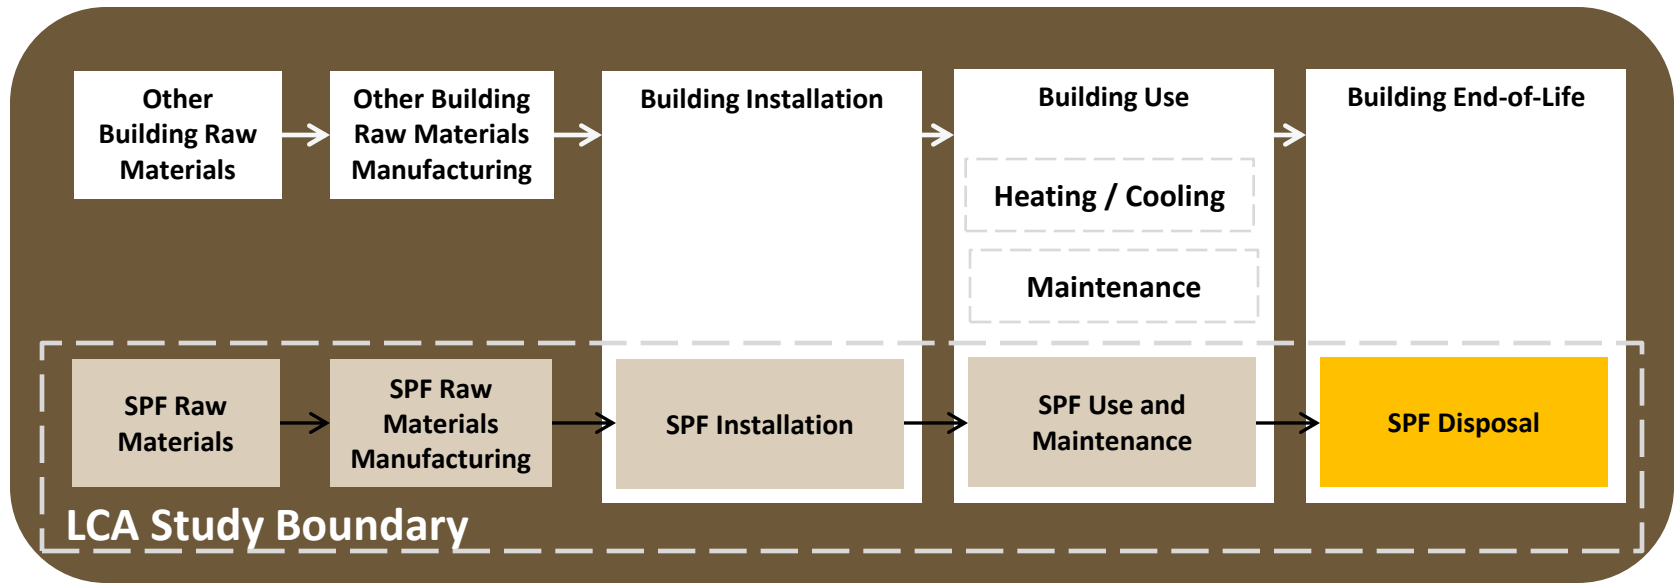 Other
Building Raw
Materials
Other Building
Raw Materials
Manufacturing
Building Installation
Building Use
Heating / Cooling
Maintenance
Building End-of-Life
SPF Raw
Materials
SPF Raw
Materials
Manufacturing
SPF Installation
SPF Use and
Maintenance
SPF Disposal
LCA Study Boundary